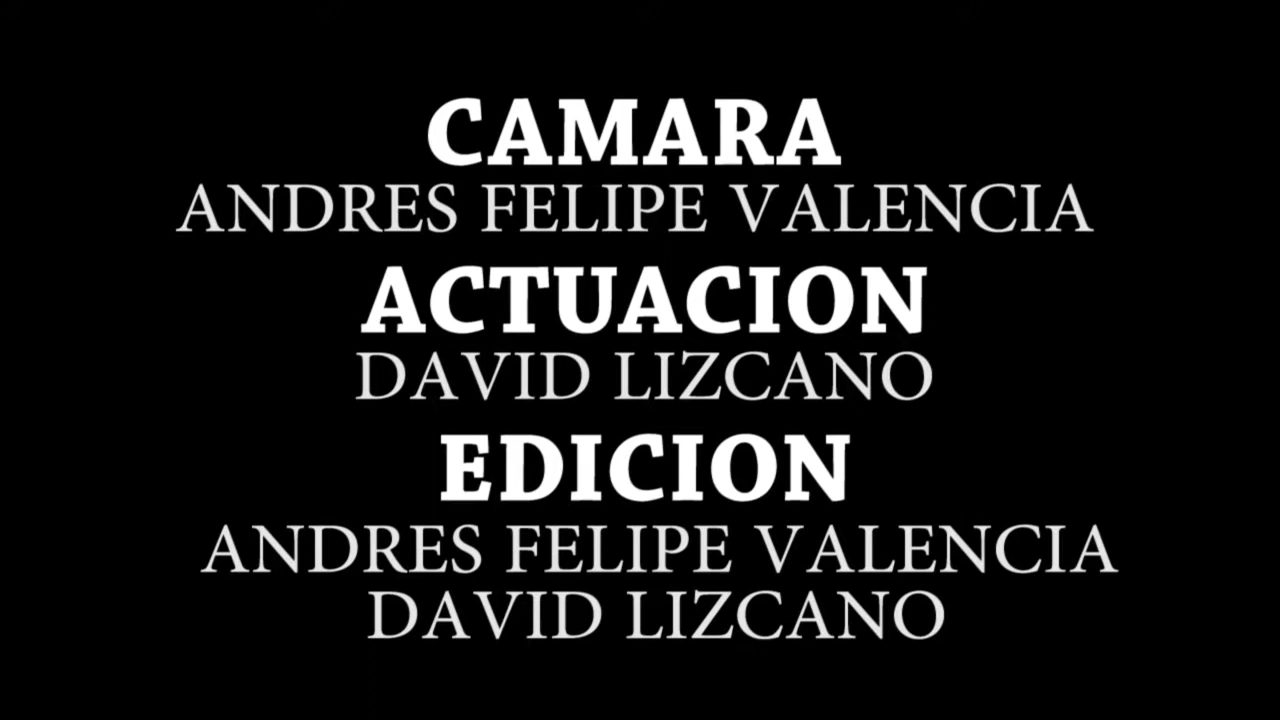 CAMARA
ANDRES FELIPE VALENCIA
ACTUACION
DAVID LIZCANO
EDICION
ANDRES FELIPE VALENCIA
DAVID LIZCANO